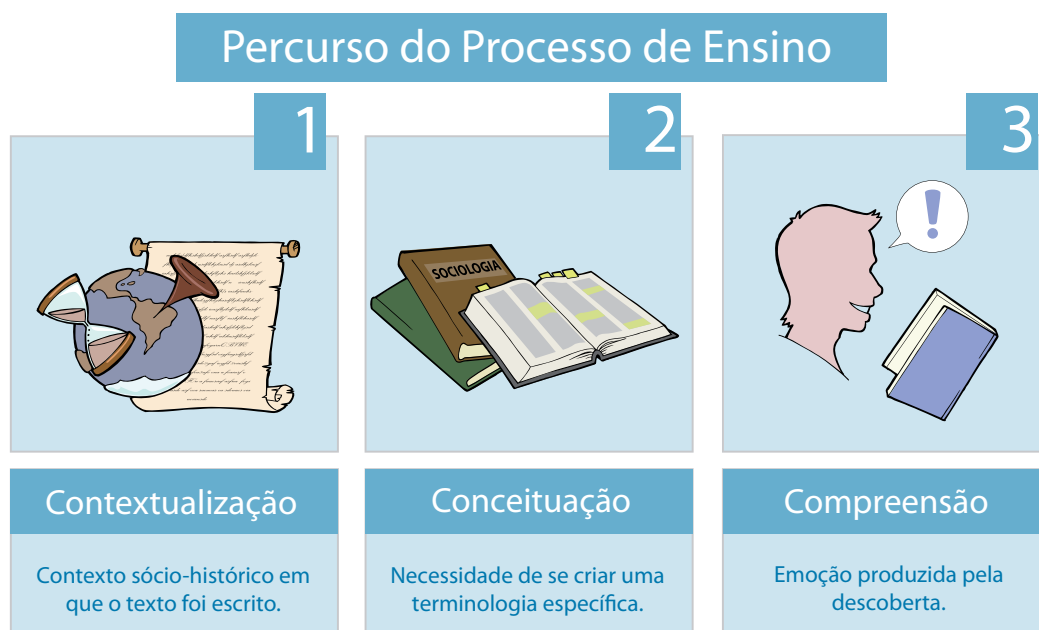 Percurso do Processo de Ensino
1
2
3
SOCIOLOGIA
Contextualização
Contexto sócio-histórico em
que o texto foi escrito.
Conceituação
Necessidade de se criar uma
terminologia específica.
Compreensão
Emoção produzida pela
descoberta.